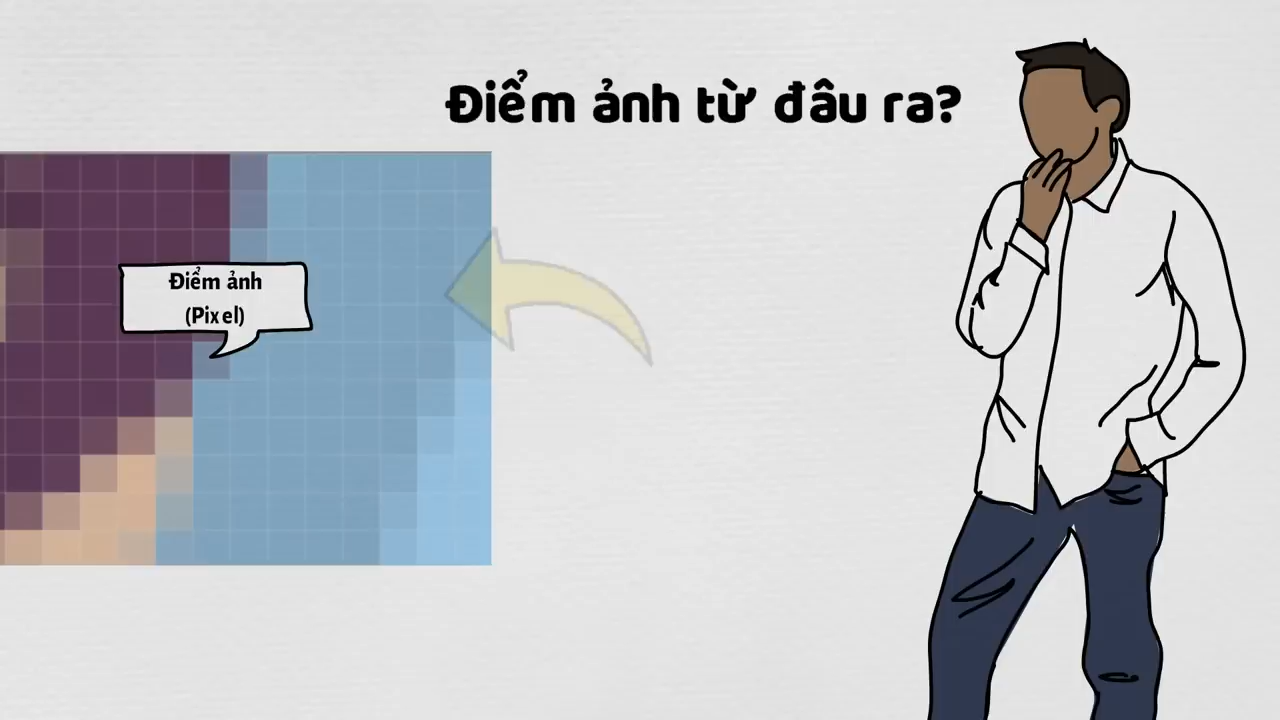 Điểm ảnh từ đâu ra?
Điểm ảnh
(Pixel)